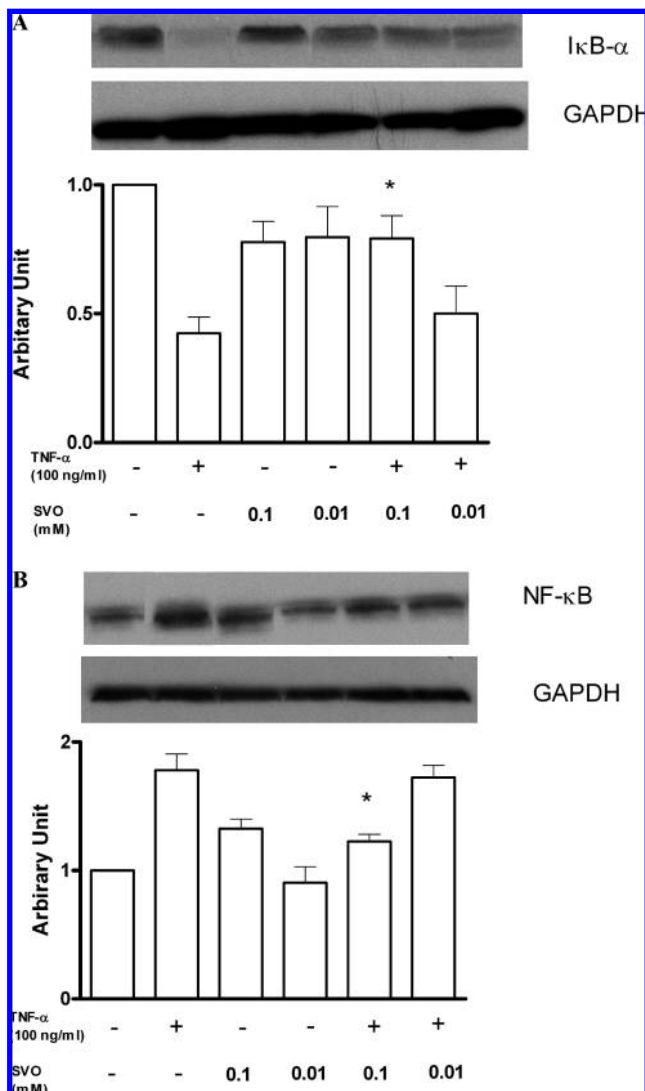 A
IκB-α
GAPDH
1.0
*
0.5
0.0
Arbitary Unit
TNF-α - + - - + +
(100 ng/ml)
SVO - - 0.1 0.01 0.1 0.01
(mM)
B
NF-κB
GAPDH
2
*
1
0
Arbirary Unit
TNF-α - + - - + +
(100 ng/ml)
SVO - - 0.1 0.01 0.1 0.01
(mM)